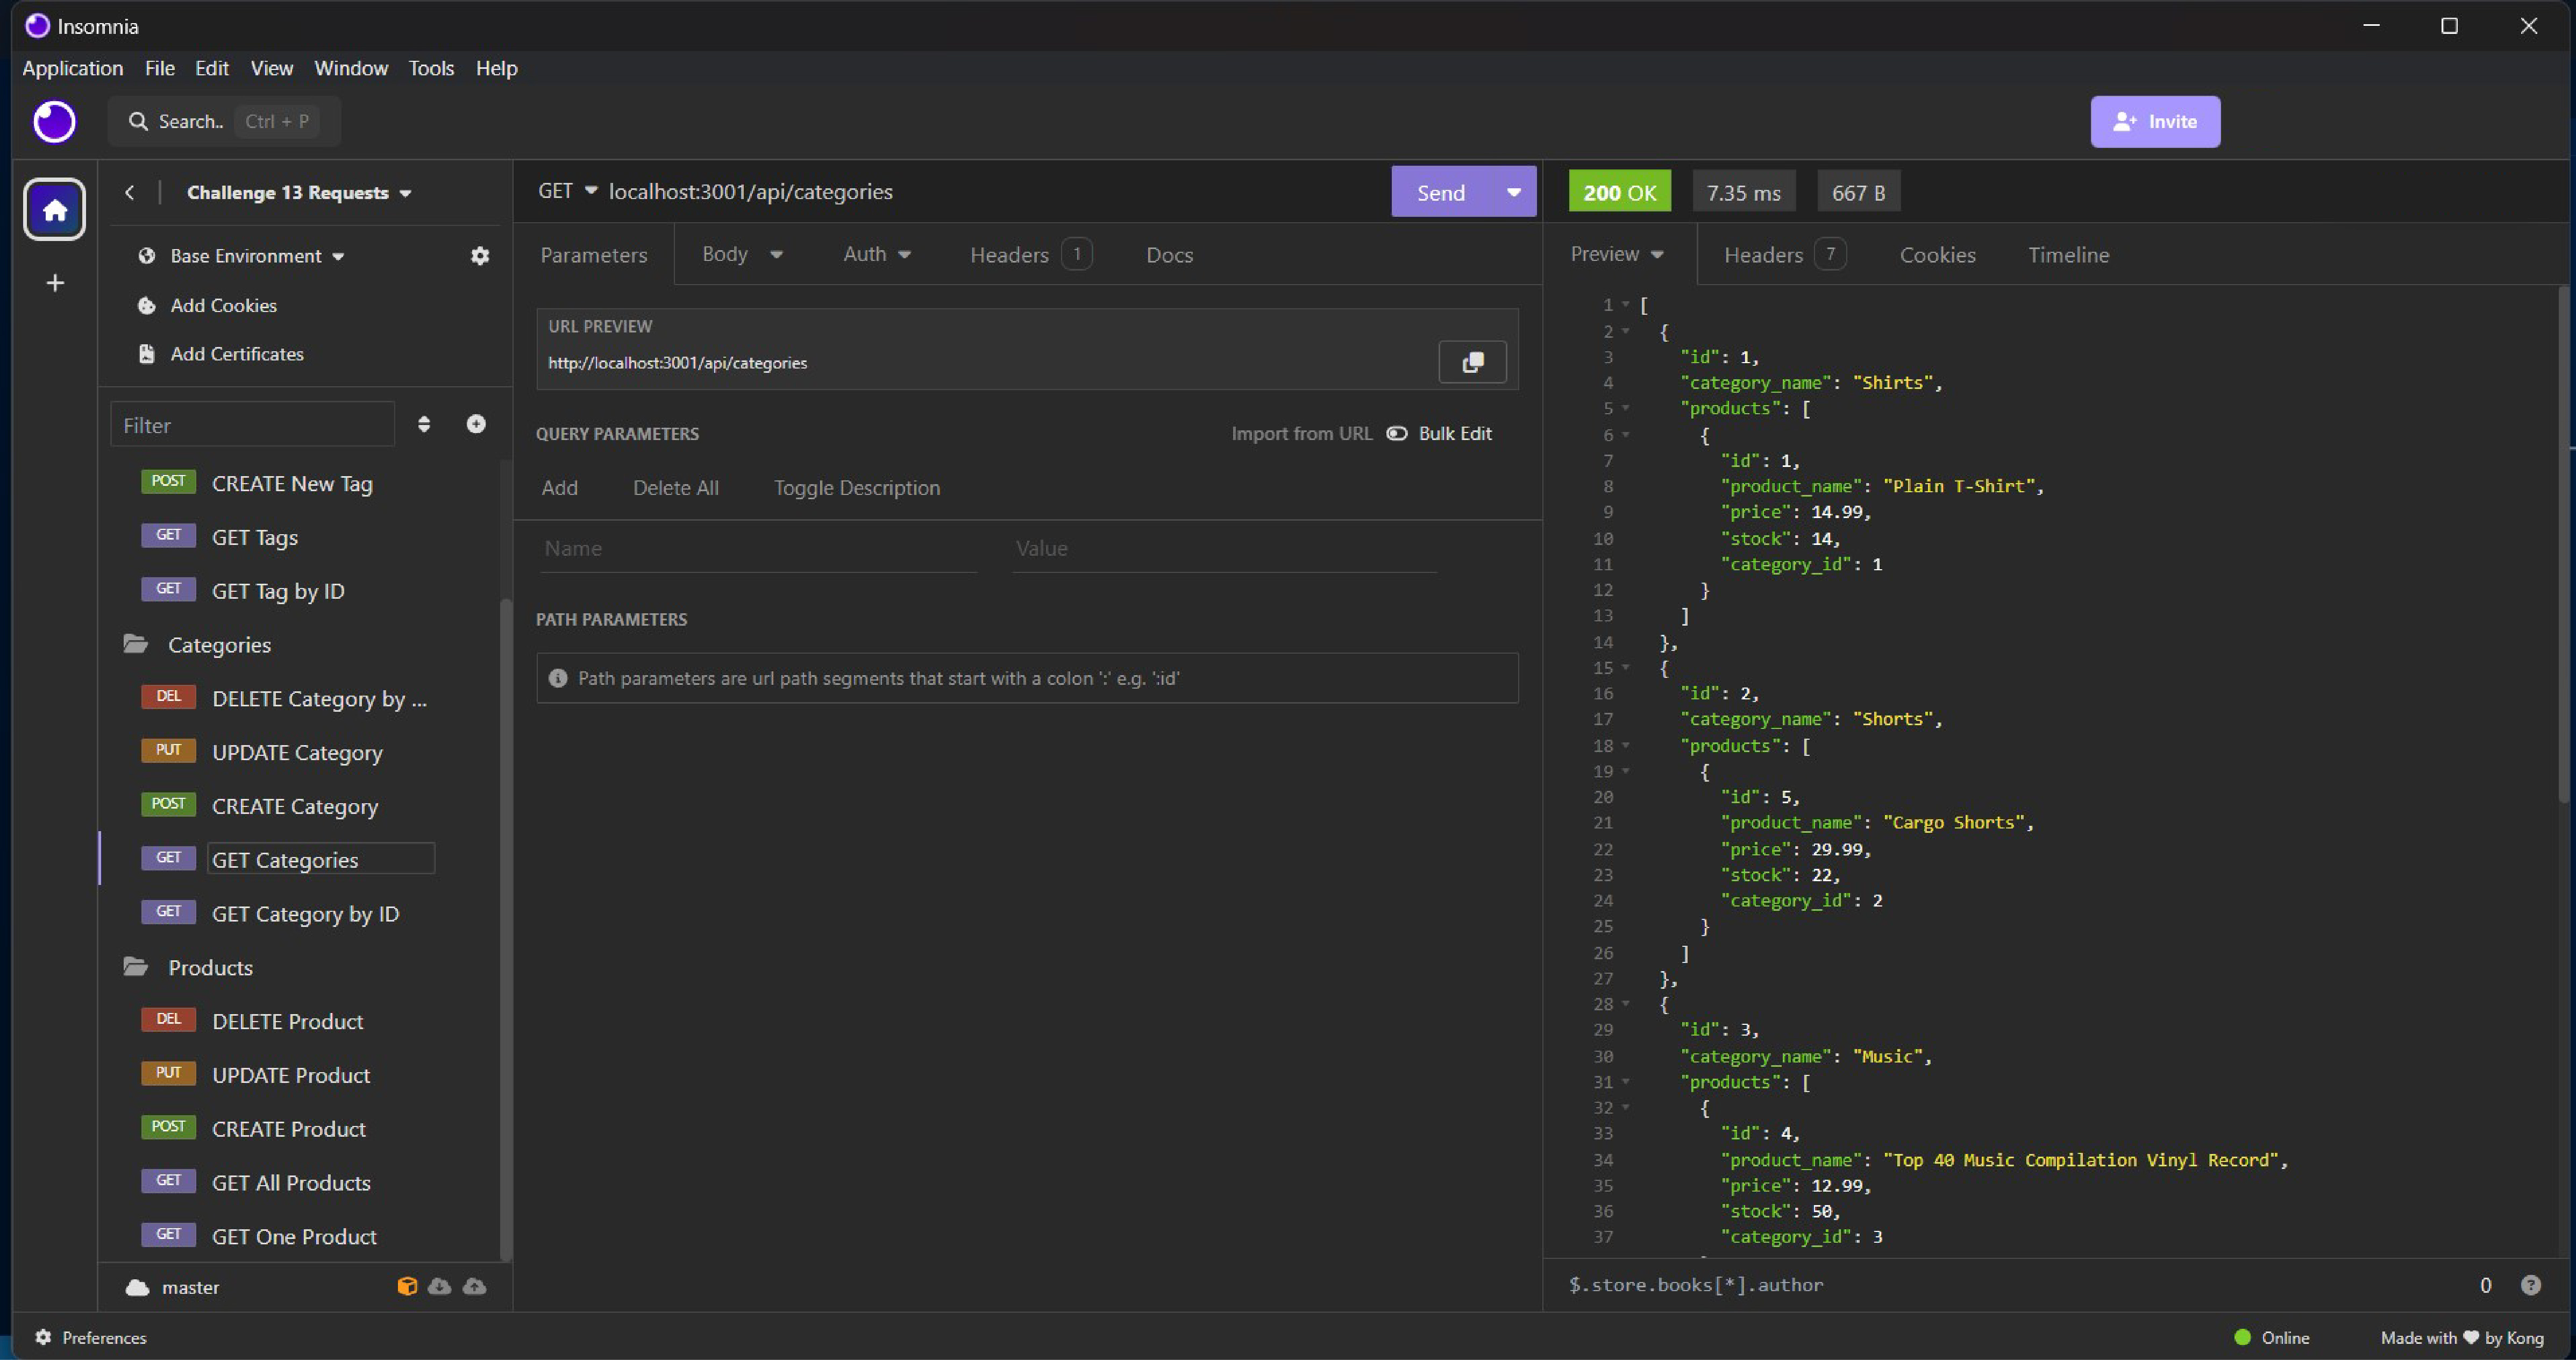 Insomnia
Application File Edit View Window Tools Help
Search.. Ctrl + P
Invite
Challenge 13 Requests
Base Environment
Add Cookies
Add Certificates
Filter
POST CREATE New Tag
GET GET Tags
GET GET Tag by ID
Categories
DEL DELETE Category by ...
PUT UPDATE Category
POST CREATE Category
GET GET Categories
GET GET Category by ID
Products
DEL DELETE Product
PUT UPDATE Product
POST CREATE Product
GET GET All Products
GET GET One Product
master
GET localhost:3001/api/categories
Send
Parameters Body Auth Headers 1 Docs
URL PREVIEW
http://localhost:3001/api/categories
QUERY PARAMETERS
Import from URL Bulk Edit
Add Delete All Toggle Description
Name Value
PATH PARAMETERS
Path parameters are url path segments that start with a colon ':' e.g. ':id'
200 OK 7.35 ms 667 B
Preview Headers 7 Cookies Timeline
1 [
2 {
3 "id": 1,
4 "category_name": "Shirts",
5 "products": [
6 {
7 "id": 1,
8 "product_name": "Plain T-Shirt",
9 "price": 14.99,
10 "stock": 14,
11 "category_id": 1
12 }
13 ]
14 },
15 {
16 "id": 2,
17 "category_name": "Shorts",
18 "products": [
19 {
20 "id": 5,
21 "product_name": "Cargo Shorts",
22 "price": 29.99,
23 "stock": 22,
24 "category_id": 2
25 }
26 ]
27 },
28 {
29 "id": 3,
30 "category_name": "Music",
31 "products": [
32 {
33 "id": 4,
34 "product_name": "Top 40 Music Compilation Vinyl Record",
35 "price": 12.99,
36 "stock": 50,
37 "category_id": 3
$.store.books[*].author
0
Preferences
Online
Made with ❤ by Kong